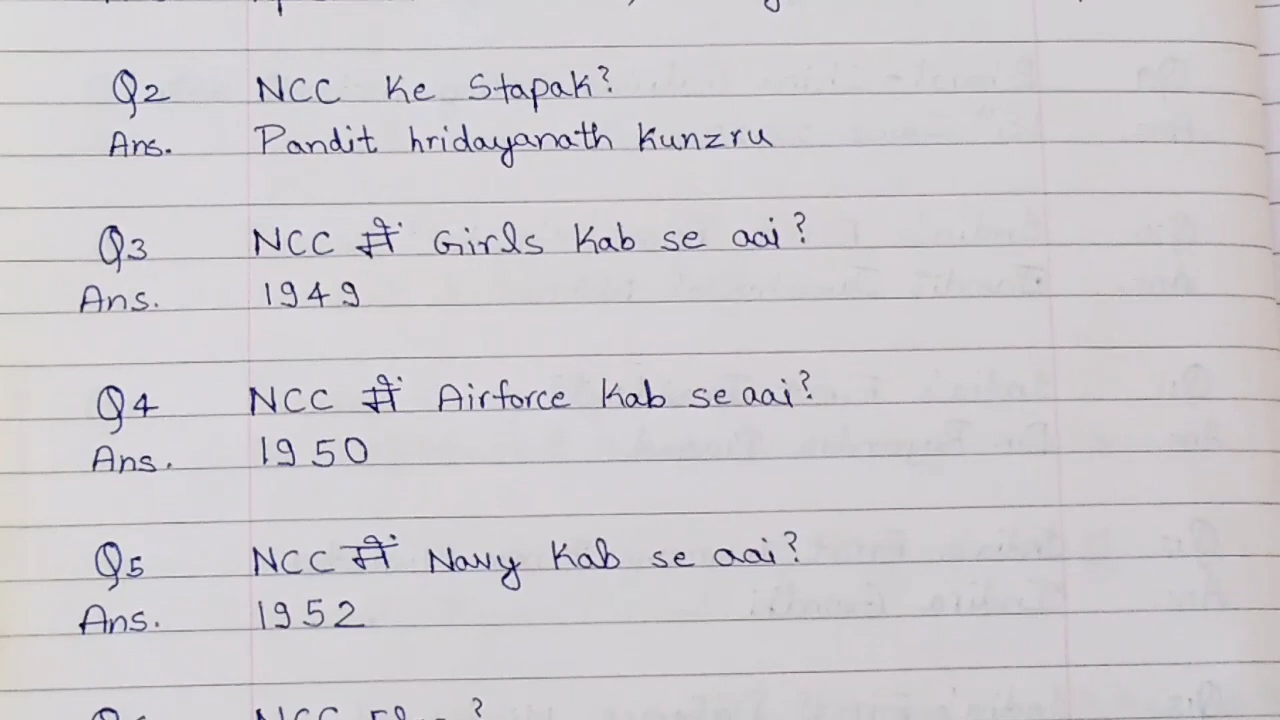 Q2 NCC Ke Stapak?
Ans. Pandit hridayanath Kunzru
Q3 NCC में Girls Kab se aai?
Ans. 1949
Q4 NCC में Airforce Kab se aai?
Ans. 1950
Q5 NCC में Navy Kab se aai?
Ans. 1952
NCC